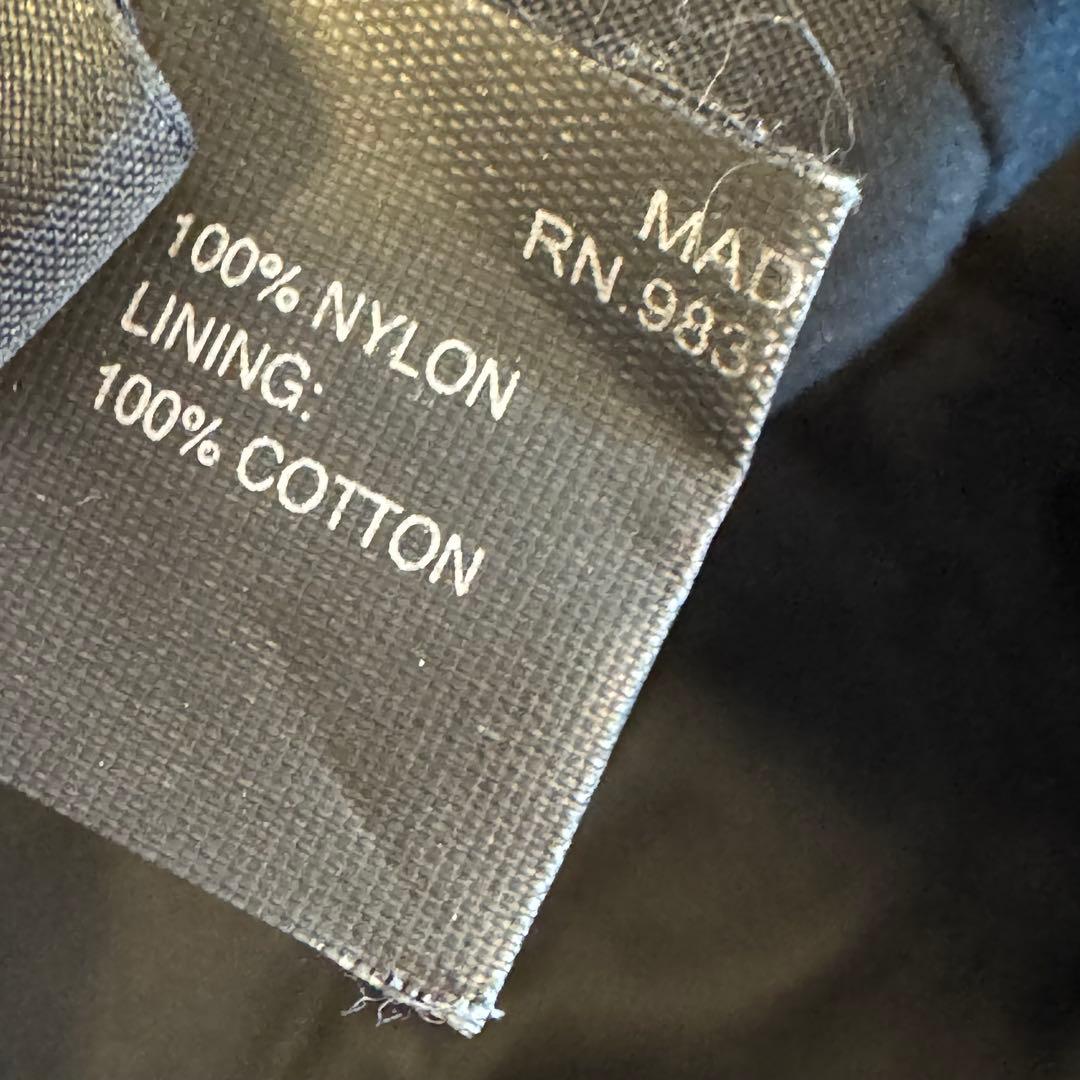 100% NYLON
LINING:
100% COTTON
MAD
RN.983